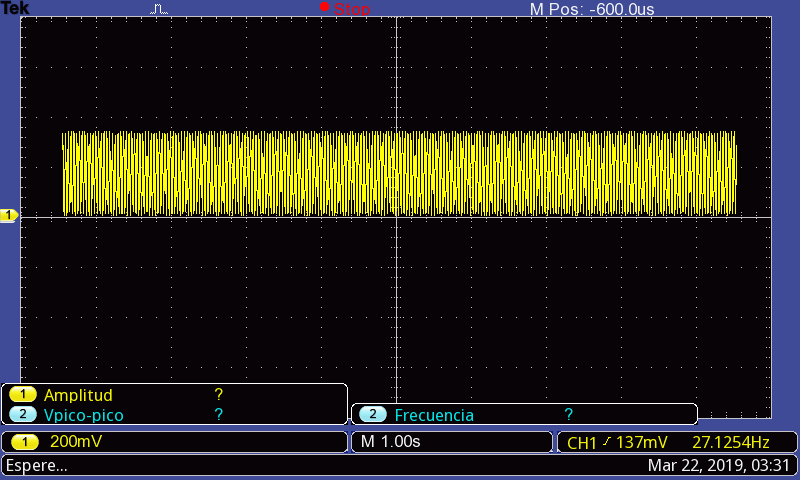 Tek Stop M Pos: -600.0us
1
1 Amplitud ?
2 Vpico-pico ? 2 Frecuencia ?
1 200mV M 1.00s CH1 137mV 27.1254Hz
Espere... Mar 22, 2019, 03:31